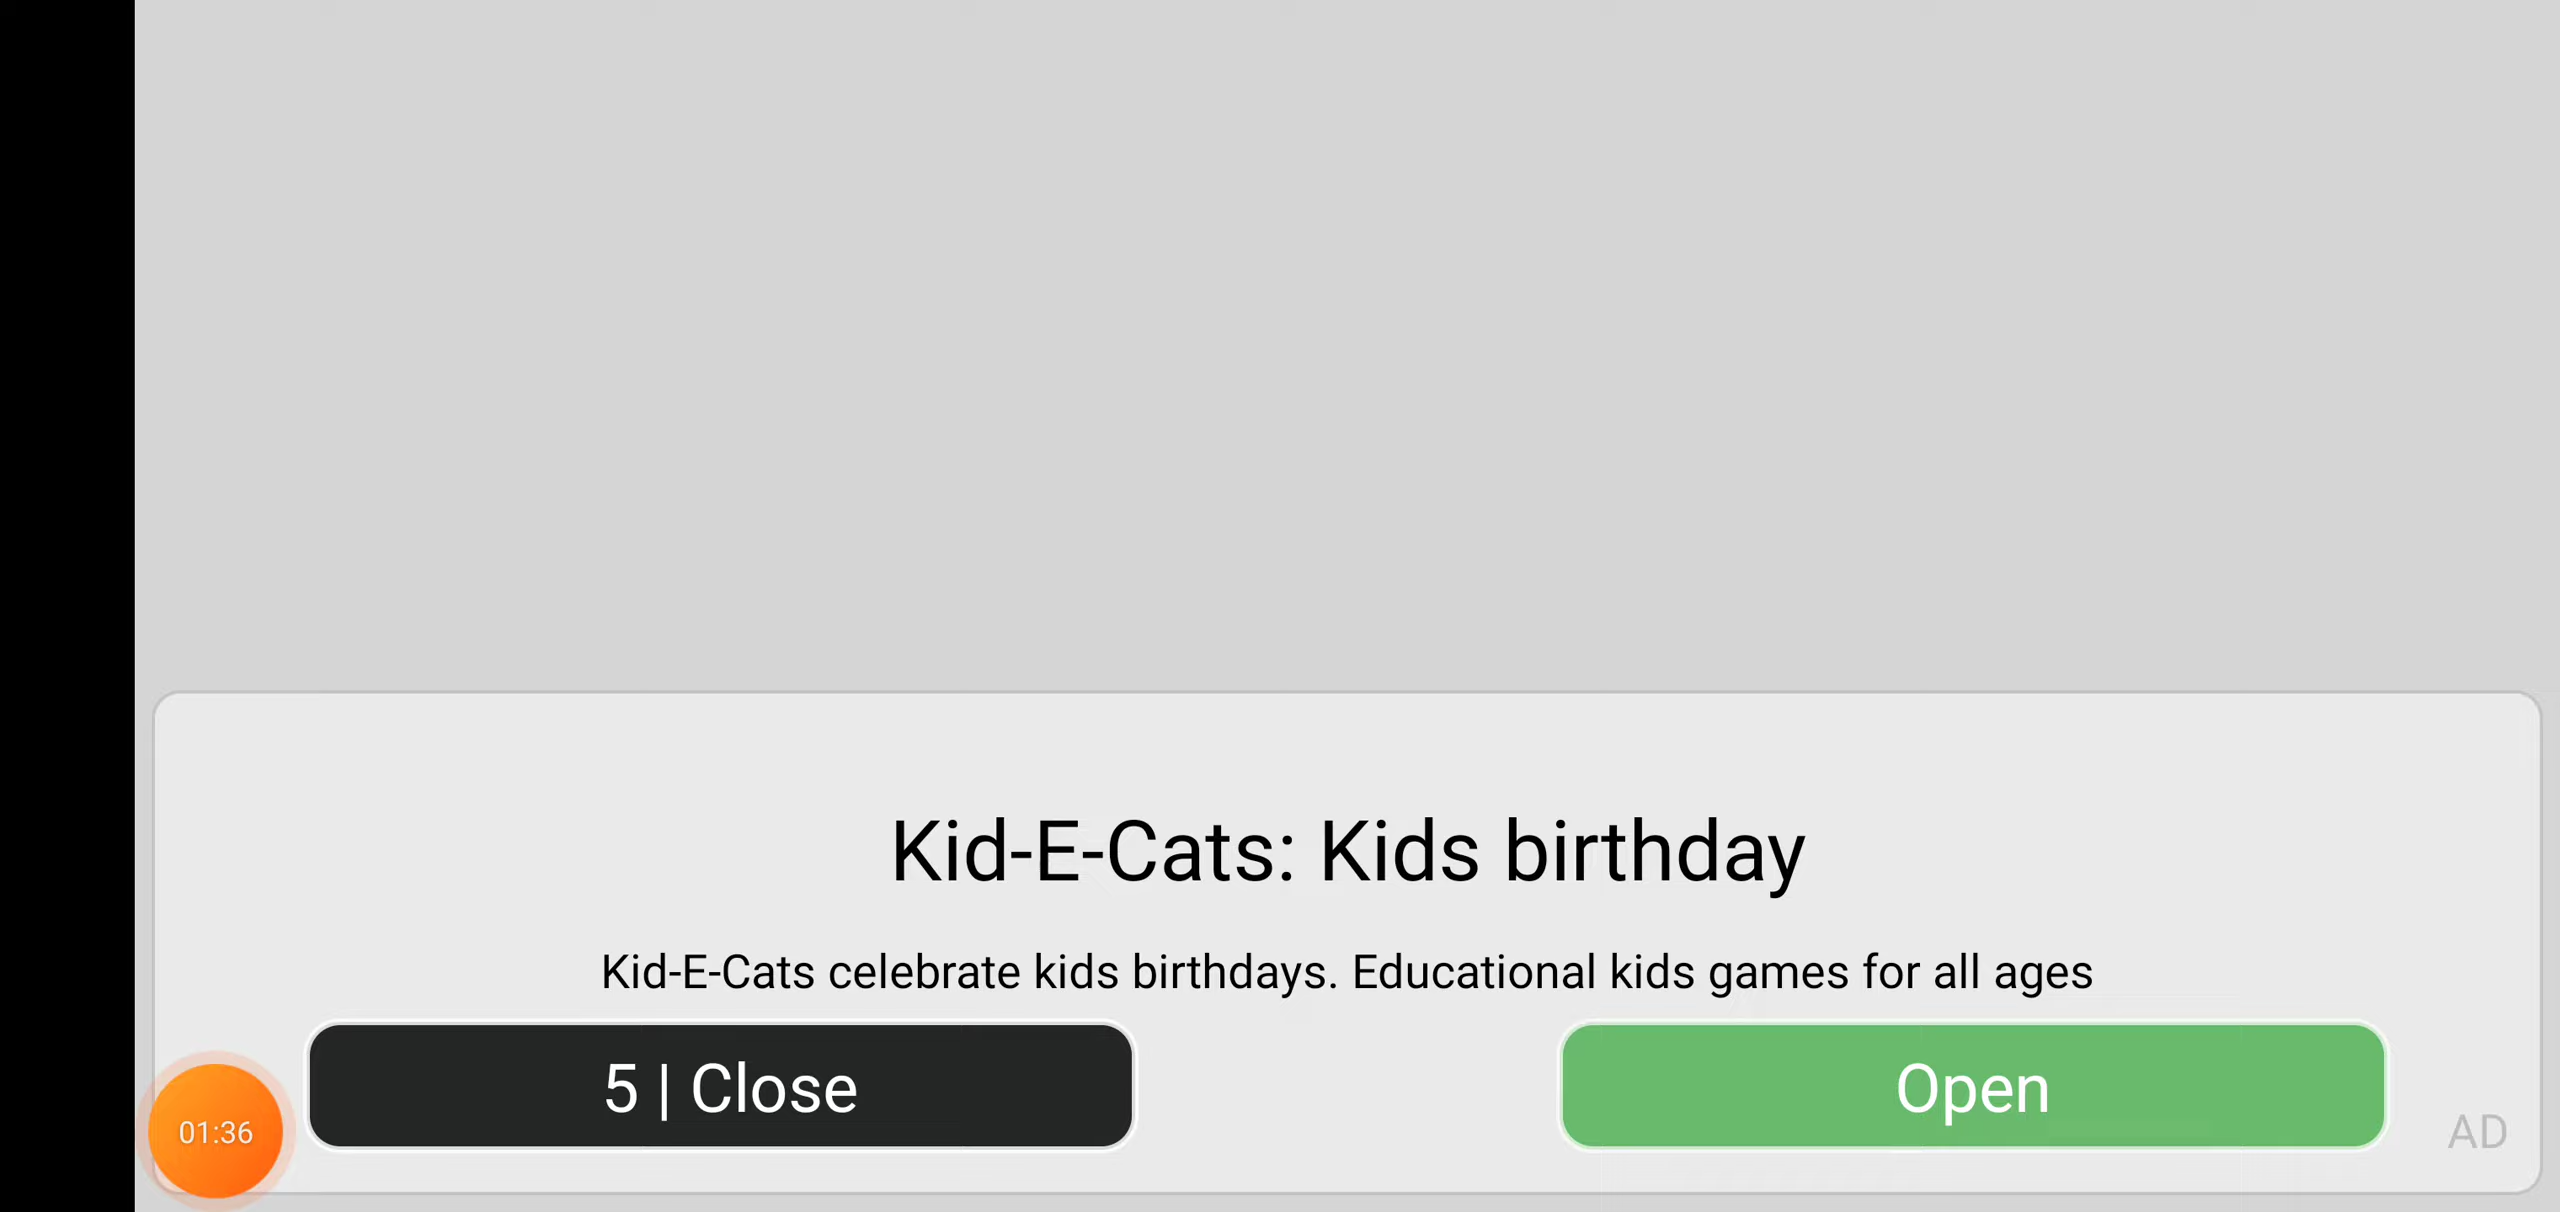 Kid-E-Cats: Kids birthday
Kid-E-Cats celebrate kids birthdays. Educational kids games for all ages
5 | Close
Open
01:36
AD